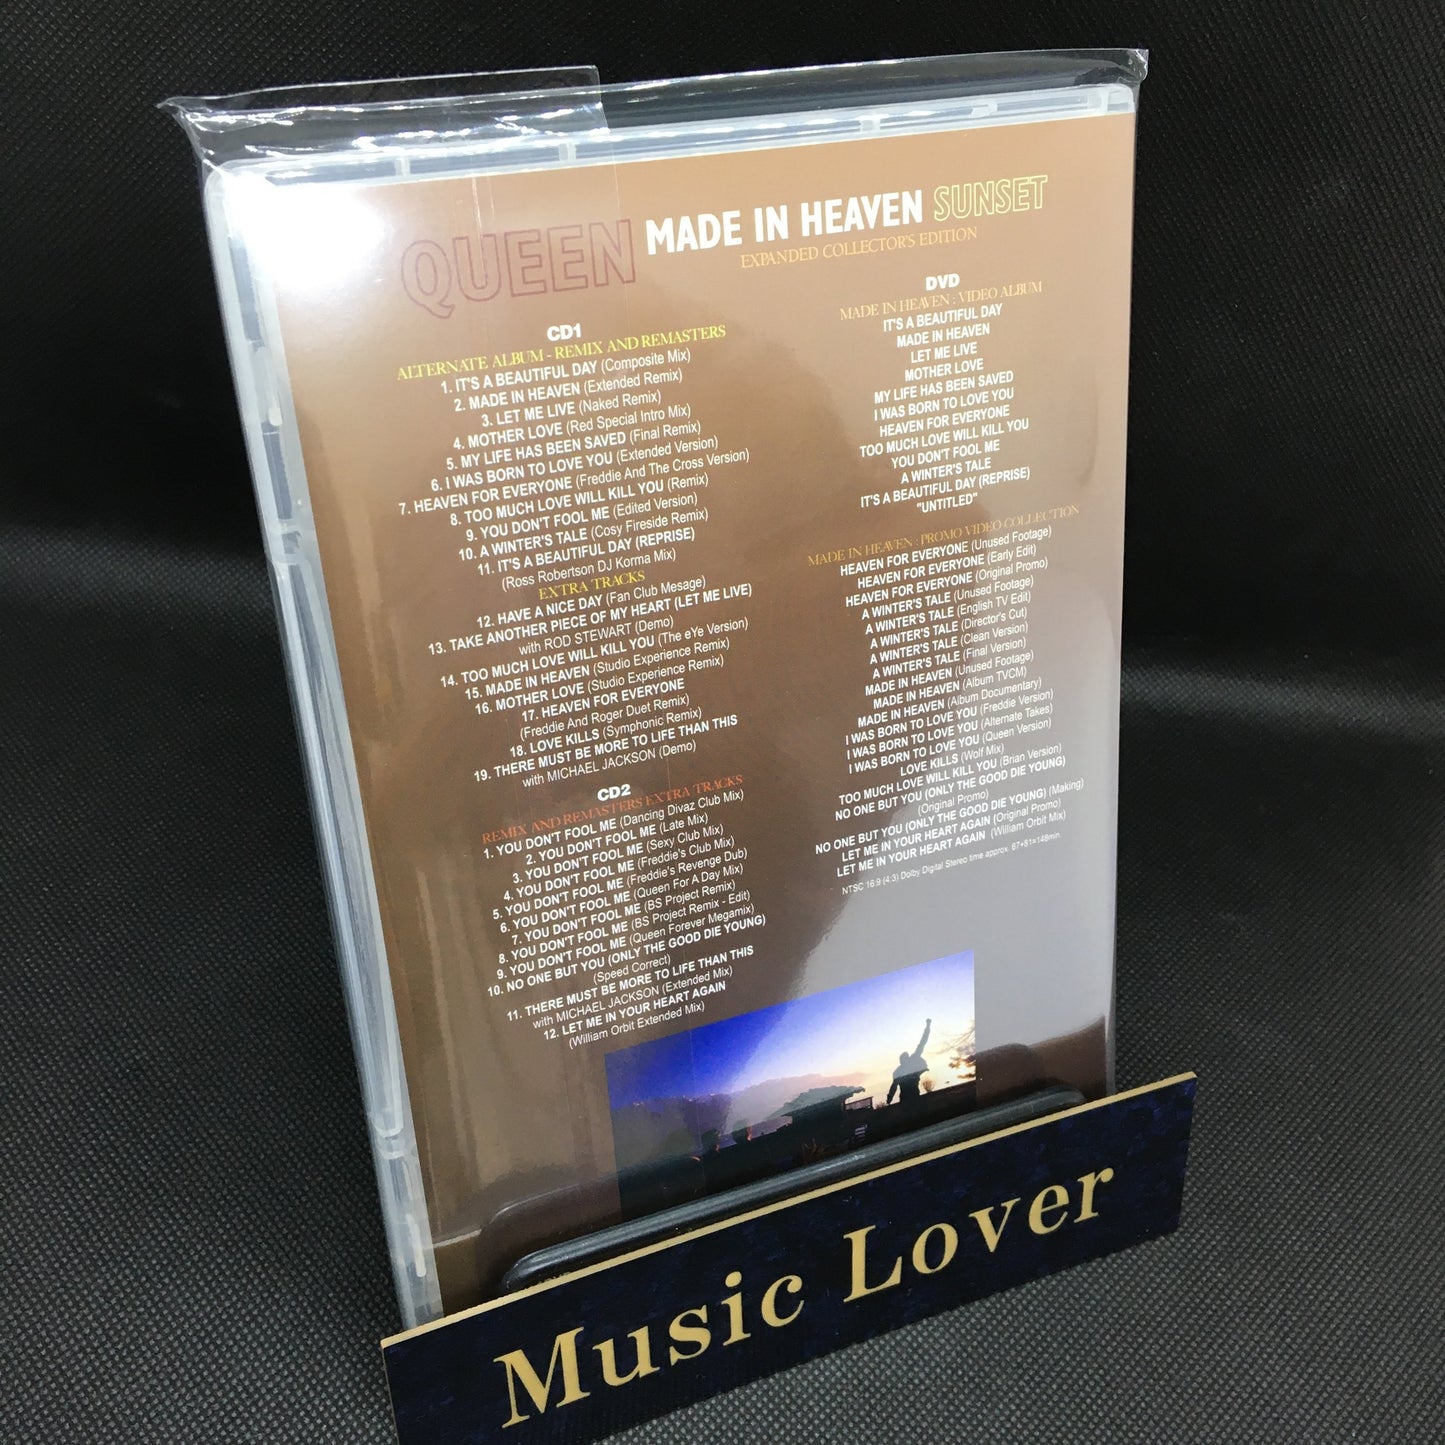 QUEEN MADE IN HEAVEN SUNSET
EXPANDED COLLECTOR'S EDITION
CD1
ALTERNATE ALBUM - REMIX AND REMASTERS
1. IT'S A BEAUTIFUL DAY (Composite Mix)
2. MADE IN HEAVEN (Extended Remix)
3. LET ME LIVE (Naked Remix)
4. MOTHER LOVE (Red Special Intro Mix)
5. MY LIFE HAS BEEN SAVED (Final Remix)
6. I WAS BORN TO LOVE YOU (Extended Version)
7. HEAVEN FOR EVERYONE (Freddie And The Cross Version)
8. TOO MUCH LOVE WILL KILL YOU (Remix)
9. YOU DON'T FOOL ME (Edited Version)
10. A WINTER'S TALE (Cosy Fireside Remix)
11. IT'S A BEAUTIFUL DAY (REPRISE)
(Ross Robertson DJ Korma Mix)
EXTRA TRACKS
12. HAVE A NICE DAY (Fan Club Mesage)
13. TAKE ANOTHER PIECE OF MY HEART (LET ME LIVE)
with ROD STEWART (Demo)
14. TOO MUCH LOVE WILL KILL YOU (The eYe Version)
15. MADE IN HEAVEN (Studio Experience Remix)
16. MOTHER LOVE (Studio Experience Remix)
17. HEAVEN FOR EVERYONE
(Freddie And Roger Duet Remix)
18. LOVE KILLS (Symphonic Remix)
19. THERE MUST BE MORE TO LIFE THAN THIS
with MICHAEL JACKSON (Demo)
CD2
REMIX AND REMASTERS EXTRA TRACKS
1. YOU DON'T FOOL ME (Dancing Divaz Club Mix)
2. YOU DON'T FOOL ME (Late Mix)
3. YOU DON'T FOOL ME (Sexy Club Mix)
4. YOU DON'T FOOL ME (Freddie's Club Mix)
5. YOU DON'T FOOL ME (Freddie's Revenge Dub)
6. YOU DON'T FOOL ME (Queen For A Day Mix)
7. YOU DON'T FOOL ME (BS Project Remix)
8. YOU DON'T FOOL ME (BS Project Remix - Edit)
9. YOU DON'T FOOL ME (Queen Forever Megamix)
10. NO ONE BUT YOU (ONLY THE GOOD DIE YOUNG)
(Speed Correct)
11. THERE MUST BE MORE TO LIFE THAN THIS
with MICHAEL JACKSON (Extended Mix)
12. LET ME IN YOUR HEART AGAIN
(William Orbit Extended Mix)
DVD
MADE IN HEAVEN : VIDEO ALBUM
IT'S A BEAUTIFUL DAY
MADE IN HEAVEN
LET ME LIVE
MOTHER LOVE
MY LIFE HAS BEEN SAVED
I WAS BORN TO LOVE YOU
HEAVEN FOR EVERYONE
TOO MUCH LOVE WILL KILL YOU
YOU DON'T FOOL ME
A WINTER'S TALE
IT'S A BEAUTIFUL DAY (REPRISE)
"UNTITLED"
MADE IN HEAVEN : PROMO VIDEO COLLECTION
HEAVEN FOR EVERYONE (Unused Footage)
HEAVEN FOR EVERYONE (Early Edit)
HEAVEN FOR EVERYONE (Original Promo)
A WINTER'S TALE (Unused Footage)
A WINTER'S TALE (English TV Edit)
A WINTER'S TALE (Director's Cut)
A WINTER'S TALE (Clean Version)
A WINTER'S TALE (Final Version)
MADE IN HEAVEN (Unused Footage)
MADE IN HEAVEN (Album TVCM)
MADE IN HEAVEN (Album Documentary)
I WAS BORN TO LOVE YOU (Freddie Version)
I WAS BORN TO LOVE YOU (Alternate Takes)
I WAS BORN TO LOVE YOU (Queen Version)
LOVE KILLS (Wolf Mix)
TOO MUCH LOVE WILL KILL YOU (Brian Version)
NO ONE BUT YOU (ONLY THE GOOD DIE YOUNG)
(Original Promo)
NO ONE BUT YOU (ONLY THE GOOD DIE YOUNG) (Making)
LET ME IN YOUR HEART AGAIN (Original Promo)
LET ME IN YOUR HEART AGAIN (William Orbit Mix)
NTSC 16:9 (4:3) Dolby Digital Stereo time approx. 67+81=148min.
Music Lover